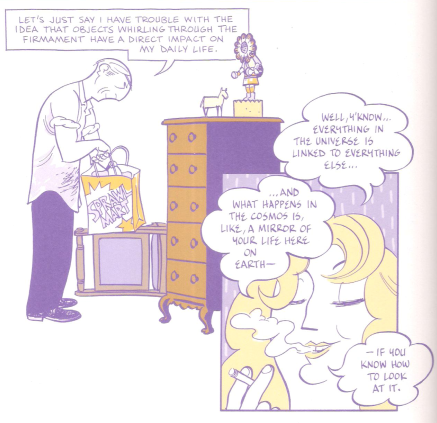 LET'S JUST SAY I HAVE TROUBLE WITH THE
IDEA THAT OBJECTS WHIRLING THROUGH THE
FIRMAMENT HAVE A DIRECT IMPACT ON
MY DAILY LIFE.
WELL, Y'KNOW...
EVERYTHING IN
THE UNIVERSE IS
LINKED TO EVERYTHING
ELSE...
...AND
WHAT HAPPENS IN
THE COSMOS IS,
LIKE, A MIRROR OF
YOUR LIFE HERE
ON
EARTH—
—IF YOU
KNOW HOW
TO LOOK
AT IT.